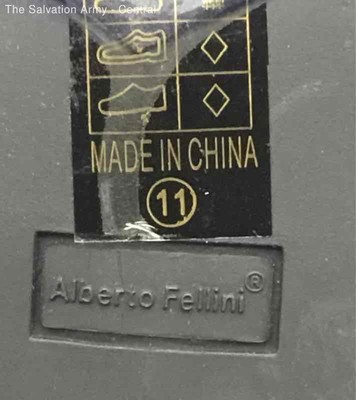 The Salvation Army - Central
MADE IN CHINA
11
Alberto Fellini®